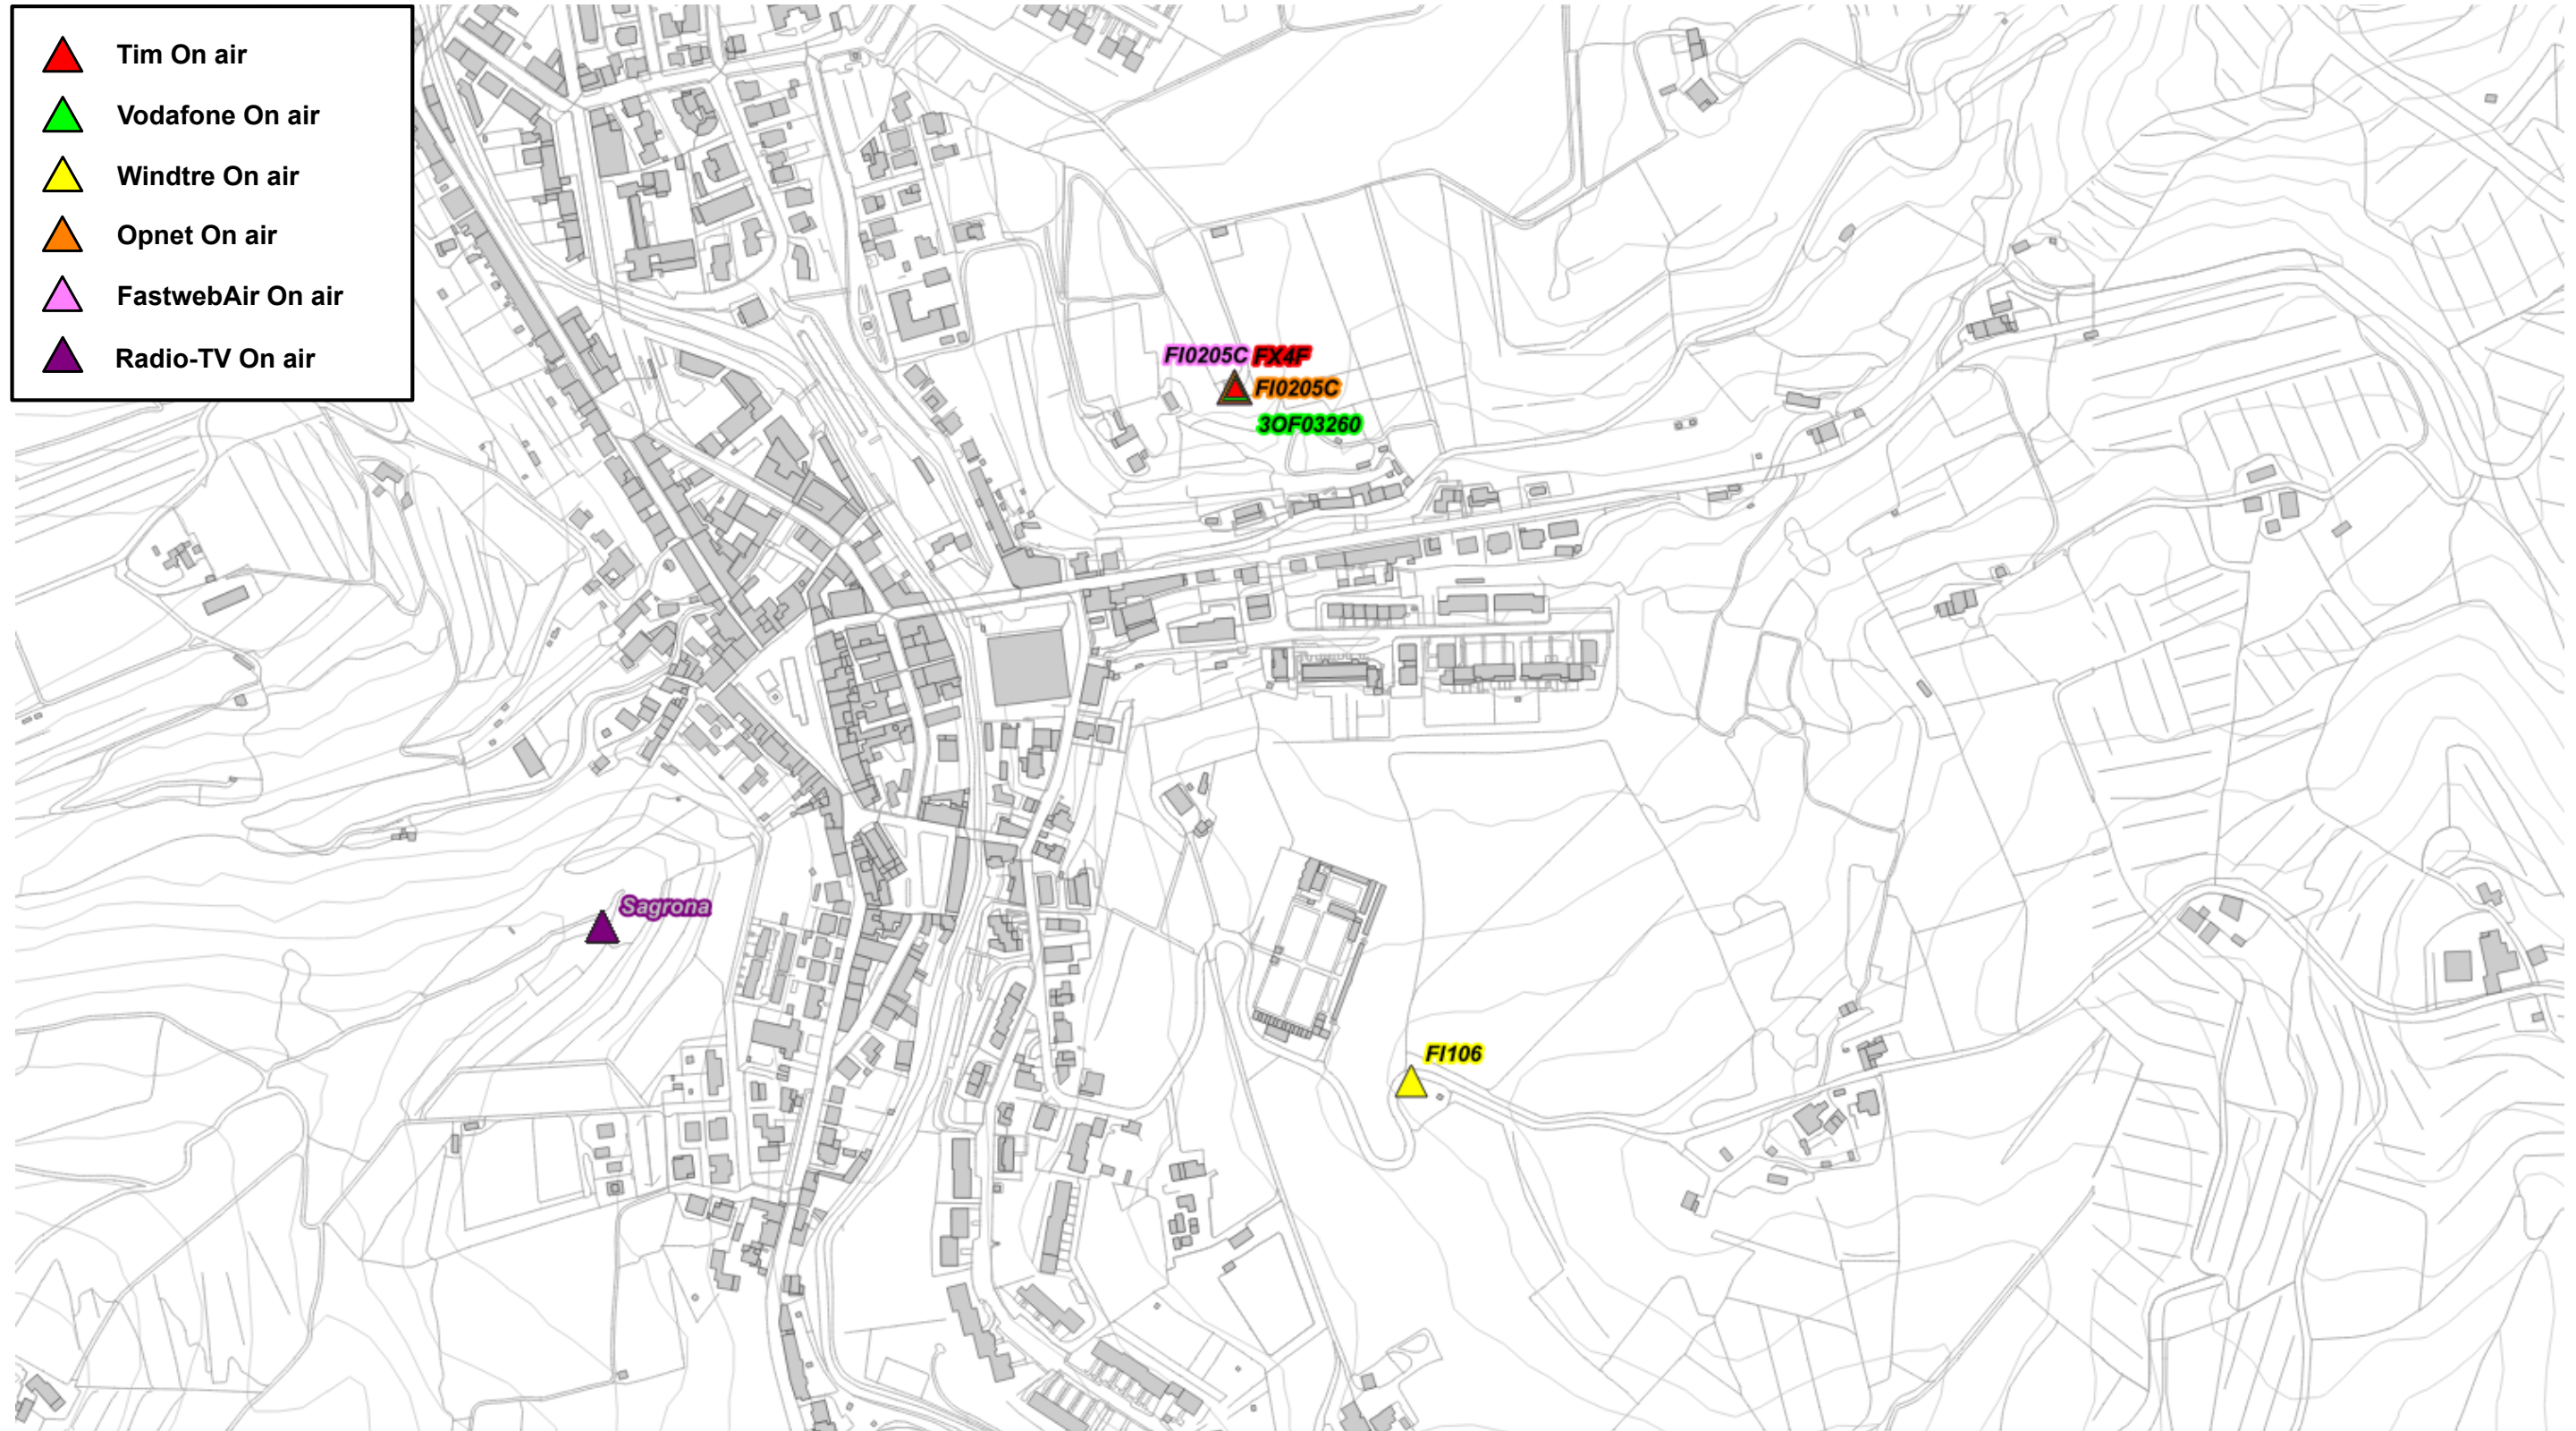 Tim On air
Vodafone On air
Windtre On air
Opnet On air
FastwebAir On air
Radio-TV On air
FI0205C FX4F
FI0205C
3OF03260
Sagrona
FI106